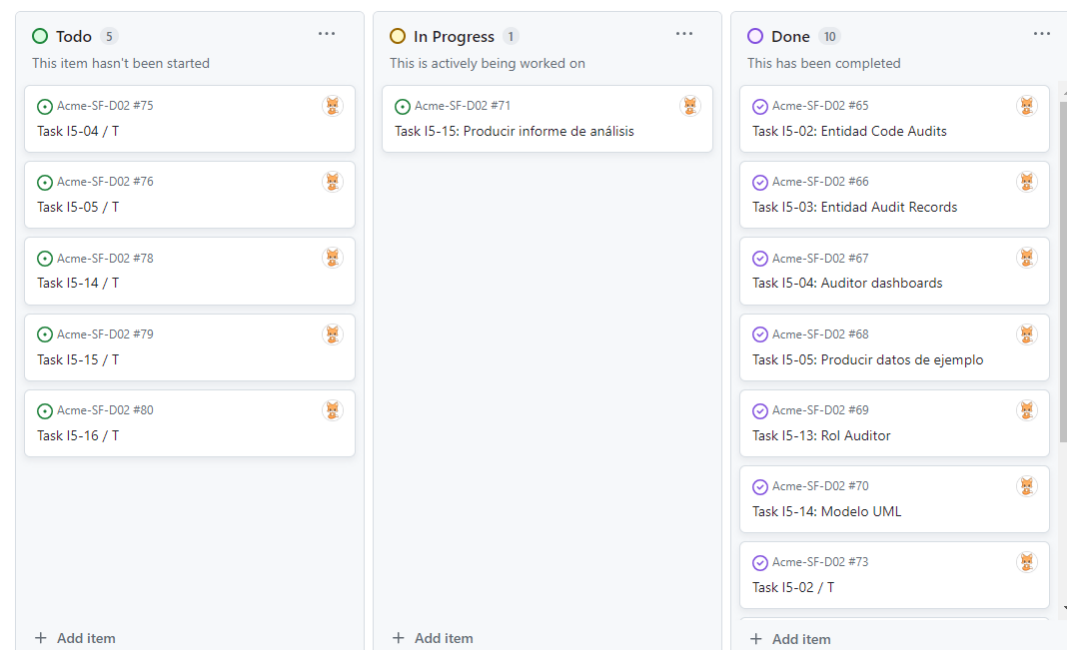 Todo 5
This item hasn't been started
Acme-SF-D02 #75
Task I5-04 / T
Acme-SF-D02 #76
Task I5-05 / T
Acme-SF-D02 #78
Task I5-14 / T
Acme-SF-D02 #79
Task I5-15 / T
Acme-SF-D02 #80
Task I5-16 / T
+ Add item
In Progress 1
This is actively being worked on
Acme-SF-D02 #71
Task I5-15: Producir informe de análisis
+ Add item
Done 10
This has been completed
Acme-SF-D02 #65
Task I5-02: Entidad Code Audits
Acme-SF-D02 #66
Task I5-03: Entidad Audit Records
Acme-SF-D02 #67
Task I5-04: Auditor dashboards
Acme-SF-D02 #68
Task I5-05: Producir datos de ejemplo
Acme-SF-D02 #69
Task I5-13: Rol Auditor
Acme-SF-D02 #70
Task I5-14: Modelo UML
Acme-SF-D02 #73
Task I5-02 / T
+ Add item